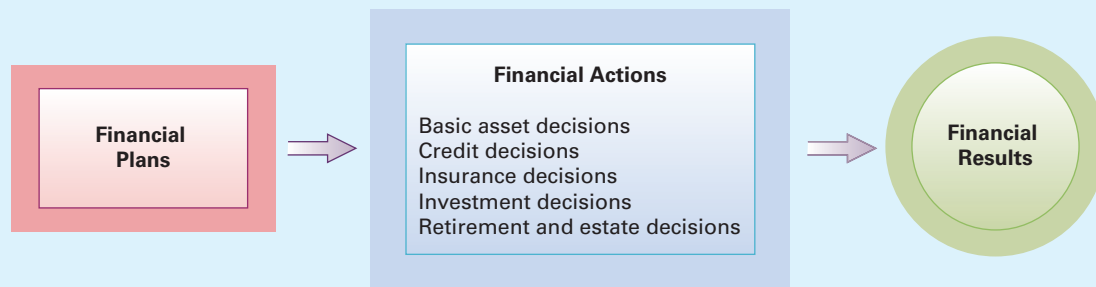 Financial
Plans
Financial Actions
Basic asset decisions
Credit decisions
Insurance decisions
Investment decisions
Retirement and estate decisions
Financial
Results